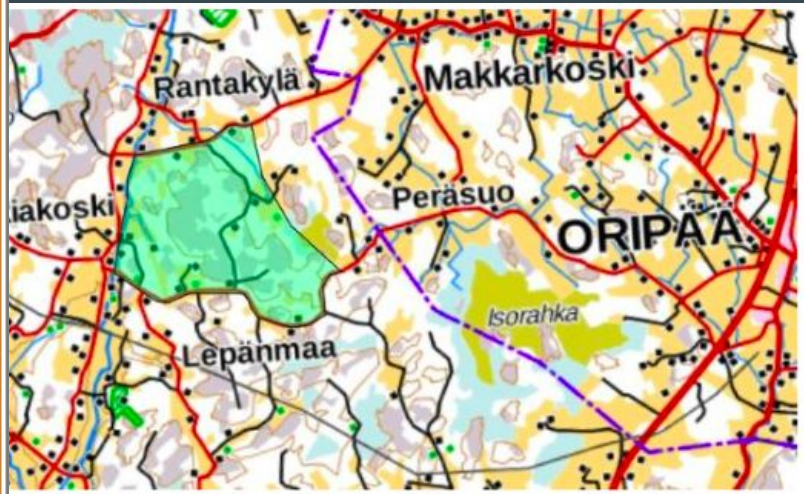 Rantakylä
Makkarkoski
iakoski
Peräsuo
ORIPÄÄ
Isorahka
Lepänmaa